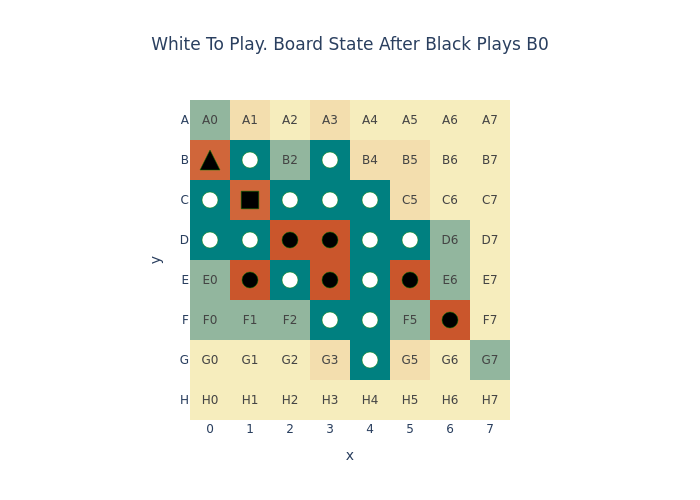 White To Play. Board State After Black Plays B0
A A0 A1 A2 A3 A4 A5 A6 A7
B B2 B4 B5 B6 B7
C C5 C6 C7
D D6 D7
y
E E0 E6 E7
F F0 F1 F2 F5 F7
G G0 G1 G2 G3 G5 G6 G7
H H0 H1 H2 H3 H4 H5 H6 H7
0 1 2 3 4 5 6 7
x